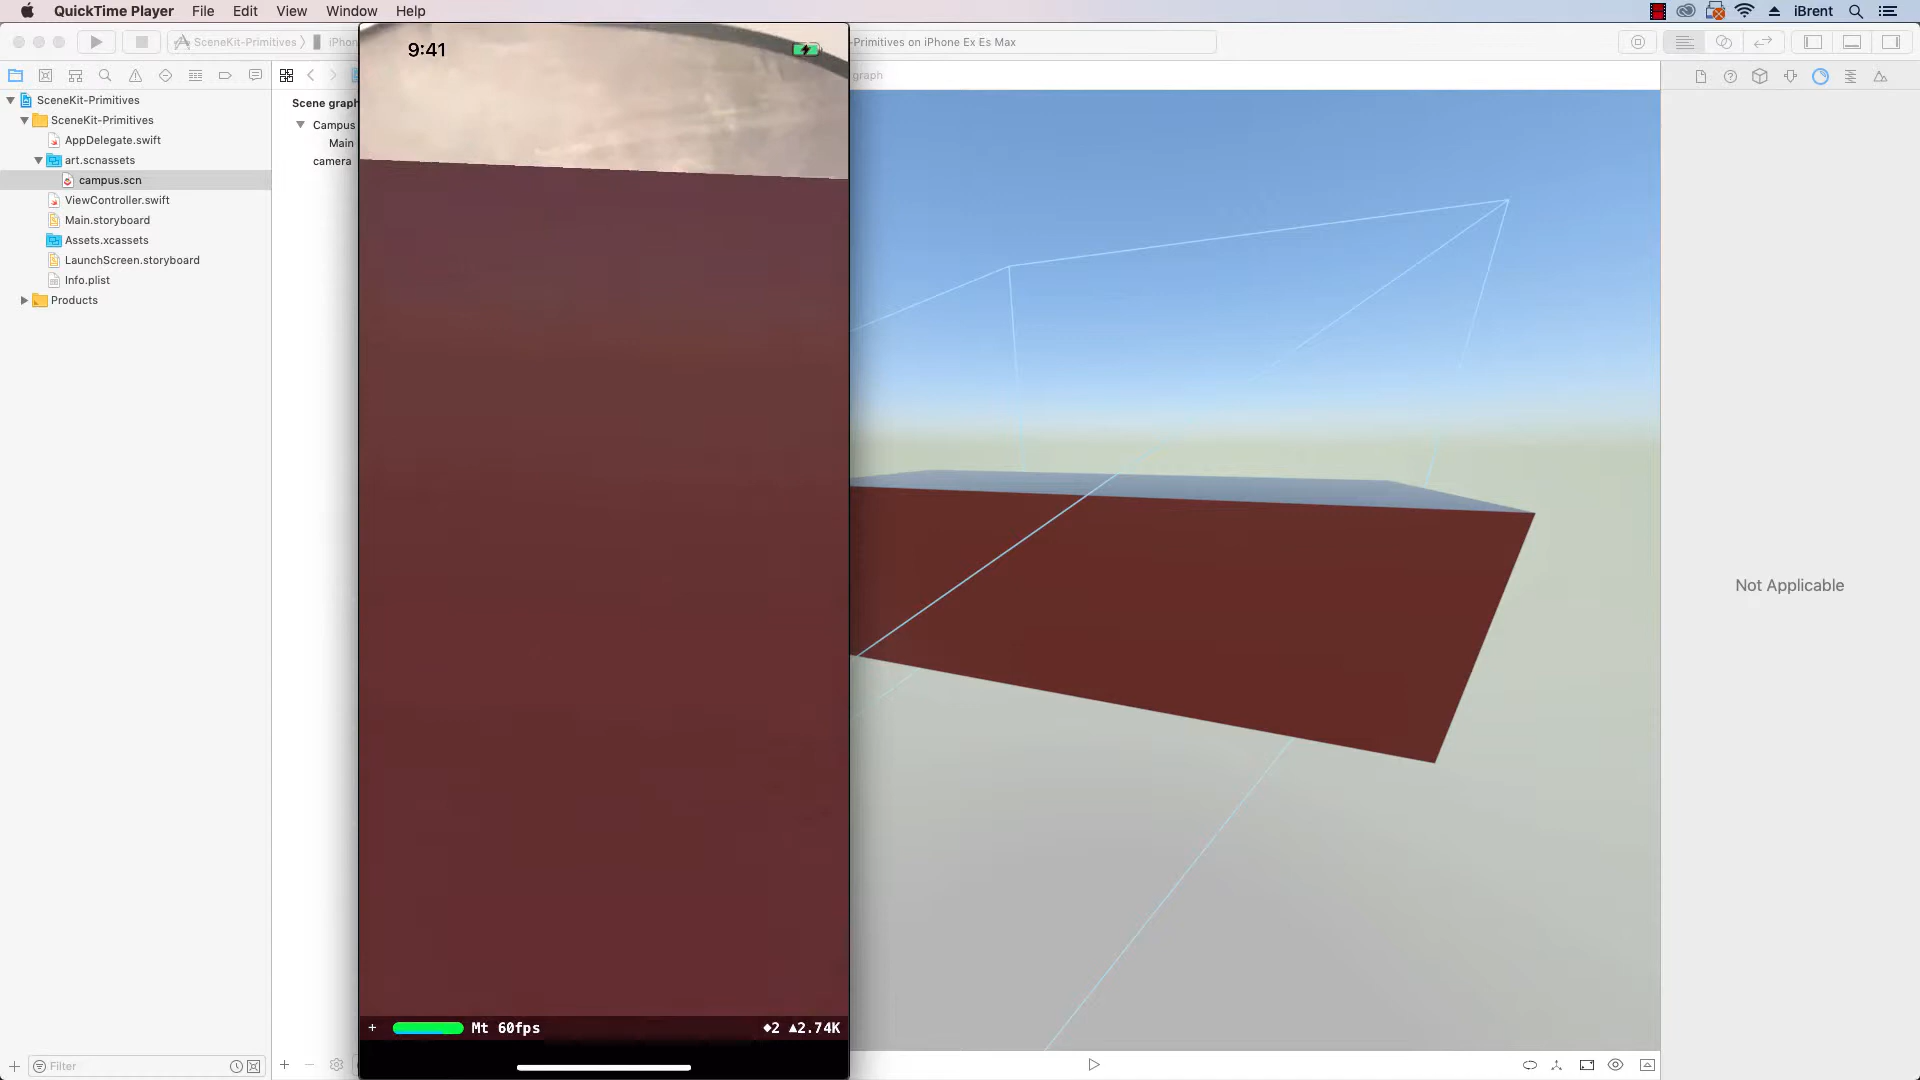 QuickTime Player File Edit View Window Help iBrent
9:41
SceneKit-Primitives iPhon -Primitives on iPhone Ex Es Max
graph
SceneKit-Primitives
SceneKit-Primitives
AppDelegate.swift
art.scnassets
campus.scn
ViewController.swift
Main.storyboard
Assets.xcassets
LaunchScreen.storyboard
Info.plist
Products
Scene graph
Campus
Main
camera
Not Applicable
+ Mt 60fps ◆2 ▲2.74K
Filter